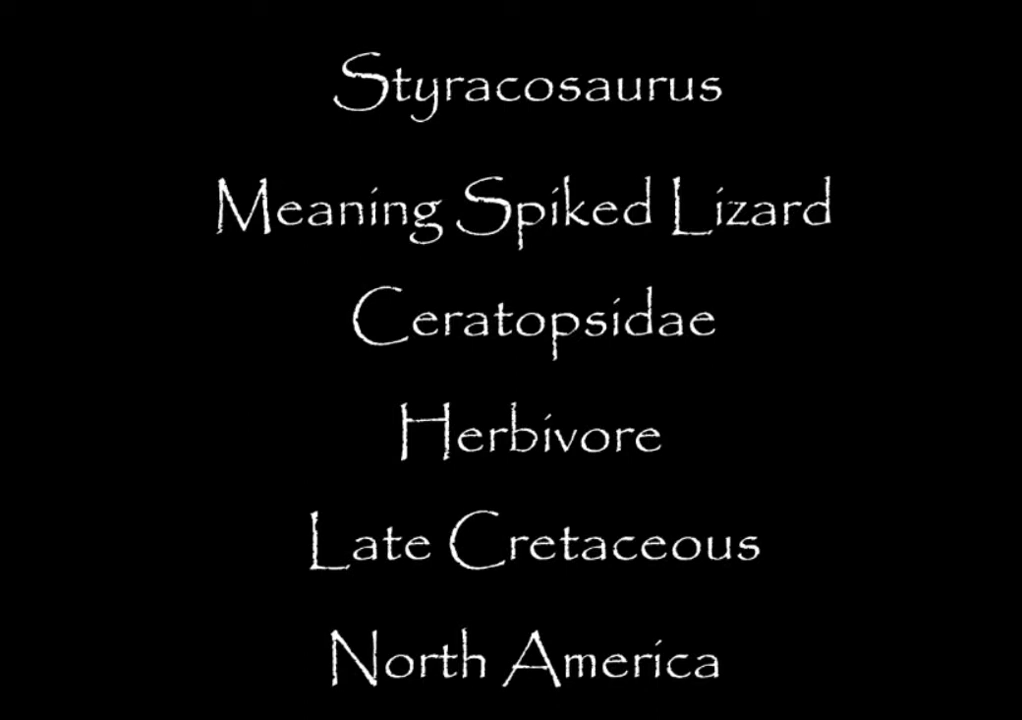 Styracosaurus
Meaning Spiked Lizard
Ceratopsidae
Herbivore
Late Cretaceous
North America